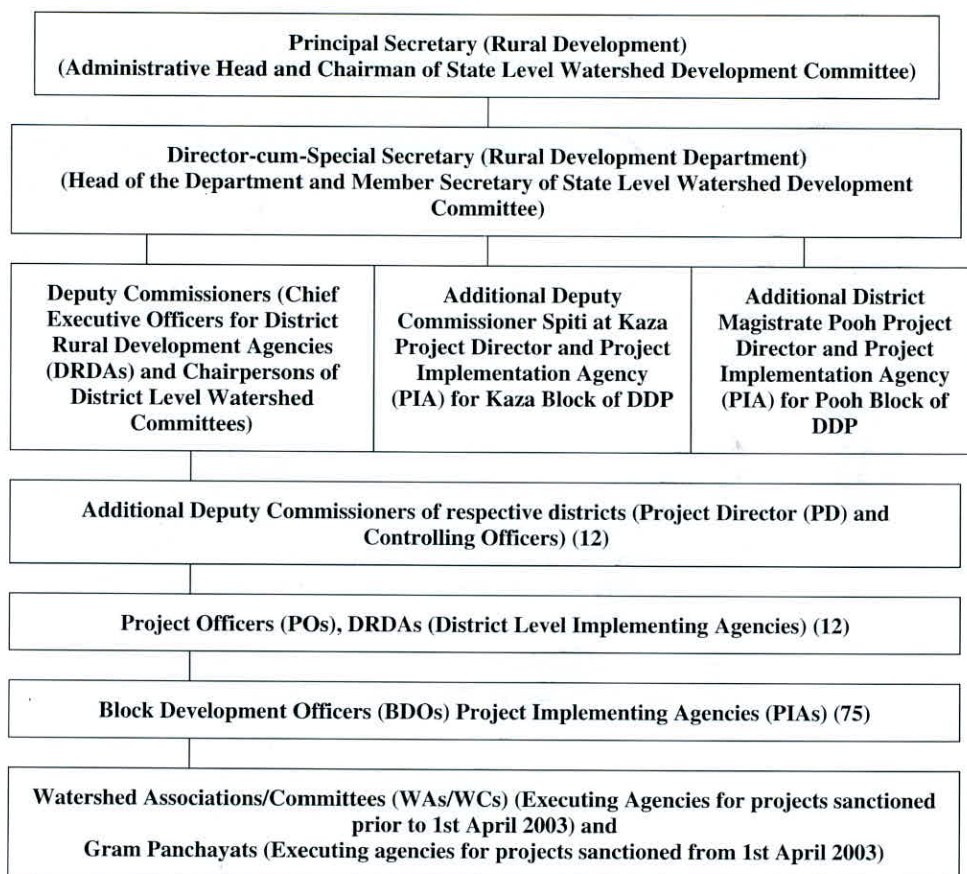 Principal Secretary (Rural Development)
(Administrative Head and Chairman of State Level Watershed Development Committee)
Director-cum-Special Secretary (Rural Development Department)
(Head of the Department and Member Secretary of State Level Watershed Development
Committee)
Deputy Commissioners (Chief
Executive Officers for District
Rural Development Agencies
(DRDAs) and Chairpersons of
District Level Watershed
Committees)
Additional Deputy
Commissioner Spiti at Kaza
Project Director and Project
Implementation Agency
(PIA) for Kaza Block of DDP
Additional District
Magistrate Pooh Project
Director and Project
Implementation Agency
(PIA) for Pooh Block of
DDP
Additional Deputy Commissioners of respective districts (Project Director (PD) and
Controlling Officers) (12)
Project Officers (POs), DRDAs (District Level Implementing Agencies) (12)
Block Development Officers (BDOs) Project Implementing Agencies (PIAs) (75)
Watershed Associations/Committees (WAs/WCs) (Executing Agencies for projects sanctioned
prior to 1st April 2003) and
Gram Panchayats (Executing agencies for projects sanctioned from 1st April 2003)